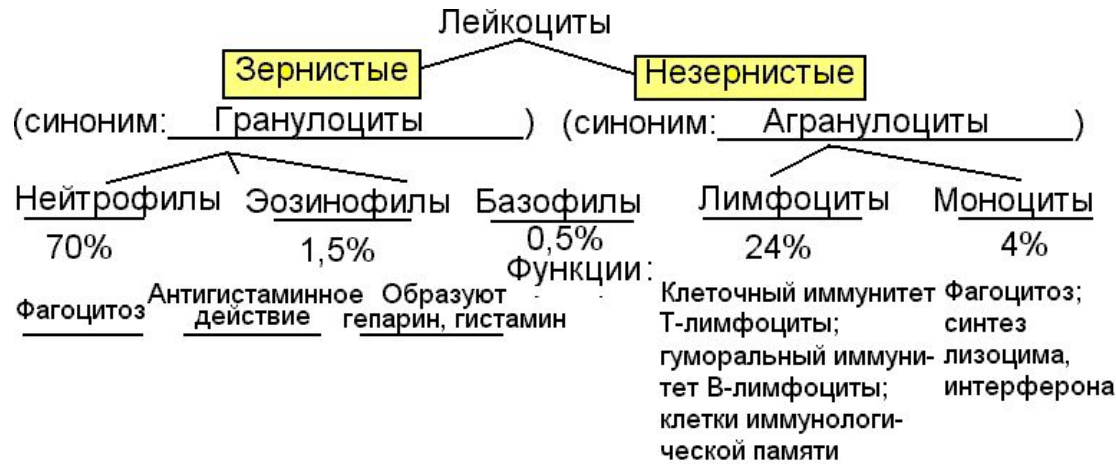 Лейкоциты
Зернистые
Незернистые
(синоним: Гранулоциты )
(синоним: Агранулоциты )
Нейтрофилы
Эозинофилы
Базофилы
Лимфоциты
Моноциты
70%
1,5%
0,5%
24%
4%
Функции:
Фагоцитоз
Антигистаминное
действие
Образуют
гепарин, гистамин
Клеточный иммунитет
Т-лимфоциты;
гуморальный иммуни-
тет В-лимфоциты;
клетки иммунологи-
ческой памяти
Фагоцитоз;
синтез
лизоцима,
интерферона